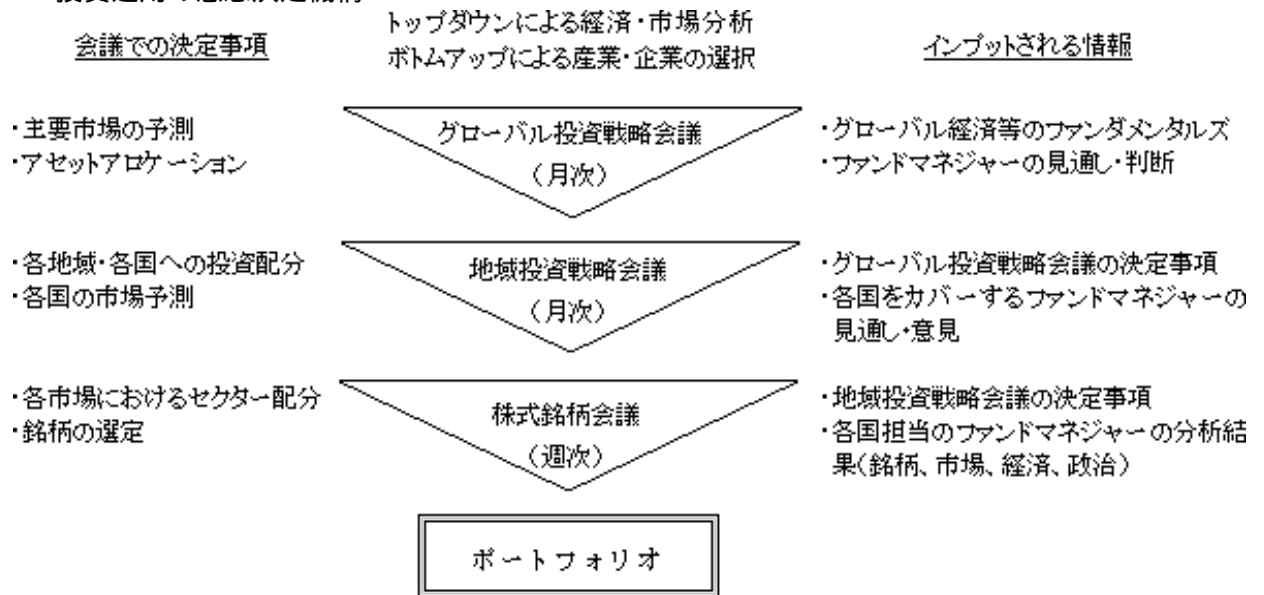 トップダウンによる経済・市場分析
会議での決定事項
ボトムアップによる産業・企業の選択
インプットされる情報
・主要市場の予測
・アセットアロケーション
グローバル投資戦略会議
(月次)
・グローバル経済等のファンダメンタルズ
・ファンドマネジャーの見通し・判断
・各地域・各国への投資配分
・各国の市場予測
地域投資戦略会議
(月次)
・グローバル投資戦略会議の決定事項
・各国をカバーするファンドマネジャーの
見通し・意見
・各市場におけるセクター配分
・銘柄の選定
株式銘柄会議
(週次)
・地域投資戦略会議の決定事項
・各国担当のファンドマネジャーの分析結
果(銘柄、市場、経済、政治)
ポートフォリオ